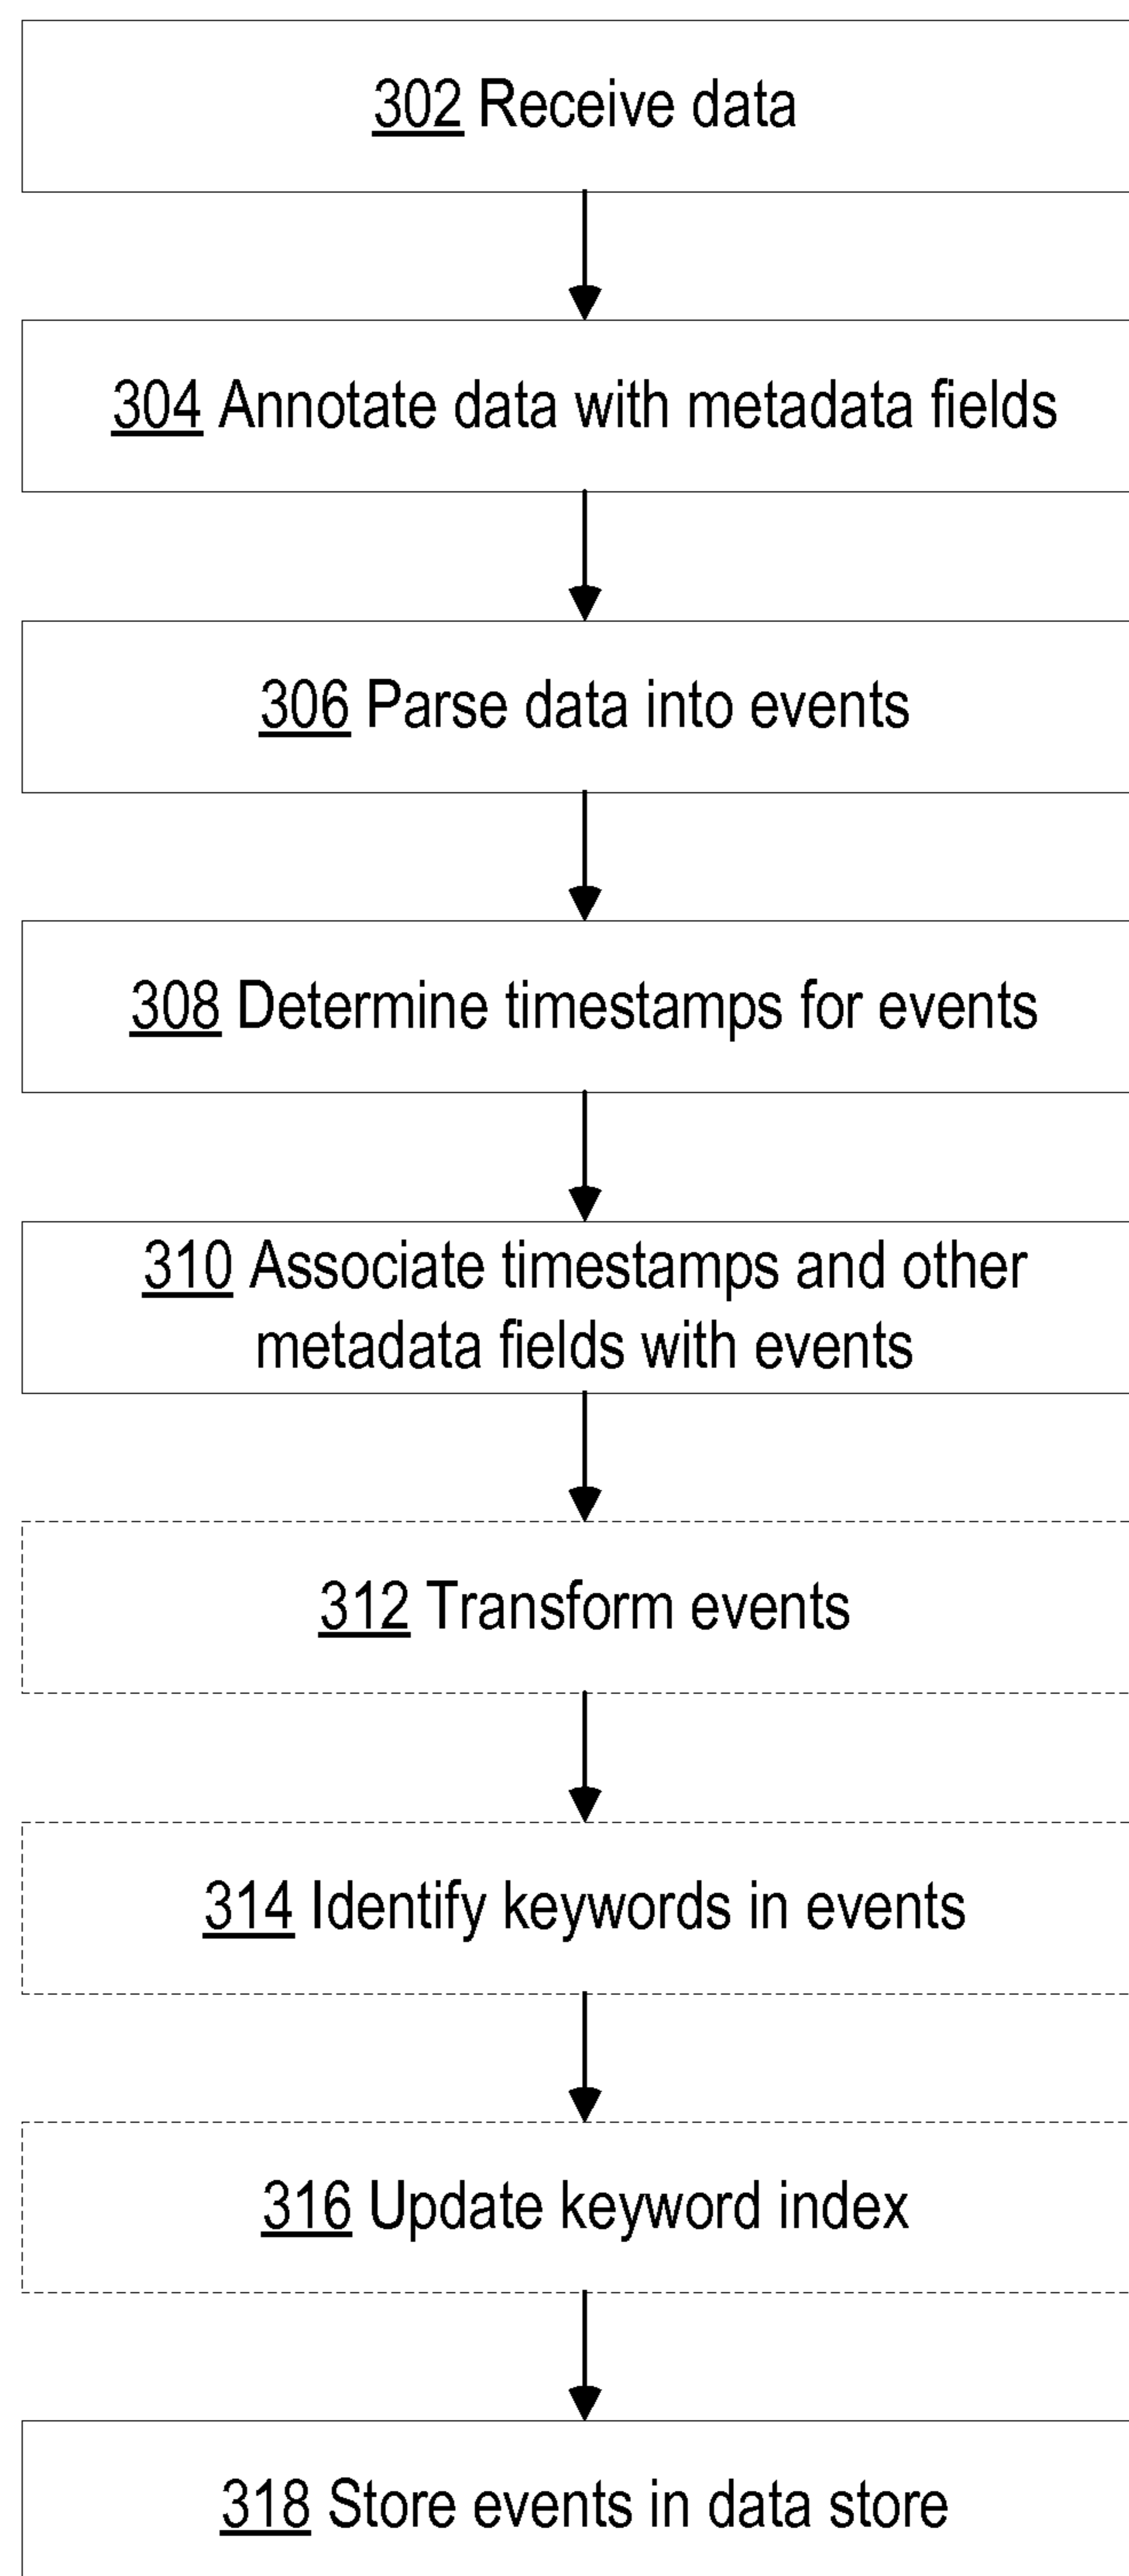 302 Receive data
304 Annotate data with metadata fields
306 Parse data into events
308 Determine timestamps for events
310 Associate timestamps and other
metadata fields with events
312 Transform events
314 Identify keywords in events
316 Update keyword index
318 Store events in data store